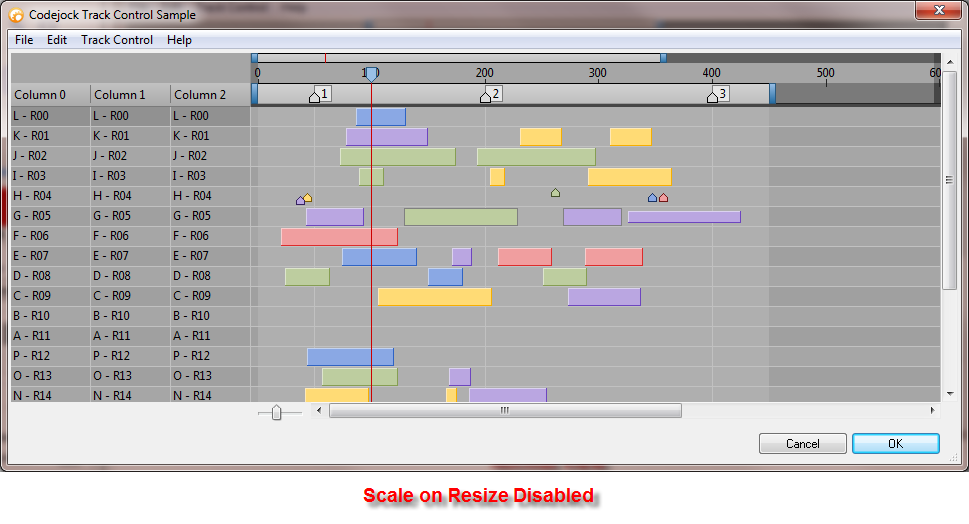 Codejock Track Control Sample
File Edit Track Control Help
0 100 200 300 400 500 600
Column 0 Column 1 Column 2 1 2 3
L - R00 L - R00 L - R00
K - R01 K - R01 K - R01
J - R02 J - R02 J - R02
I - R03 I - R03 I - R03
H - R04 H - R04 H - R04
G - R05 G - R05 G - R05
F - R06 F - R06 F - R06
E - R07 E - R07 E - R07
D - R08 D - R08 D - R08
C - R09 C - R09 C - R09
B - R10 B - R10 B - R10
A - R11 A - R11 A - R11
P - R12 P - R12 P - R12
O - R13 O - R13 O - R13
N - R14 N - R14 N - R14
Cancel OK
Scale on Resize Disabled